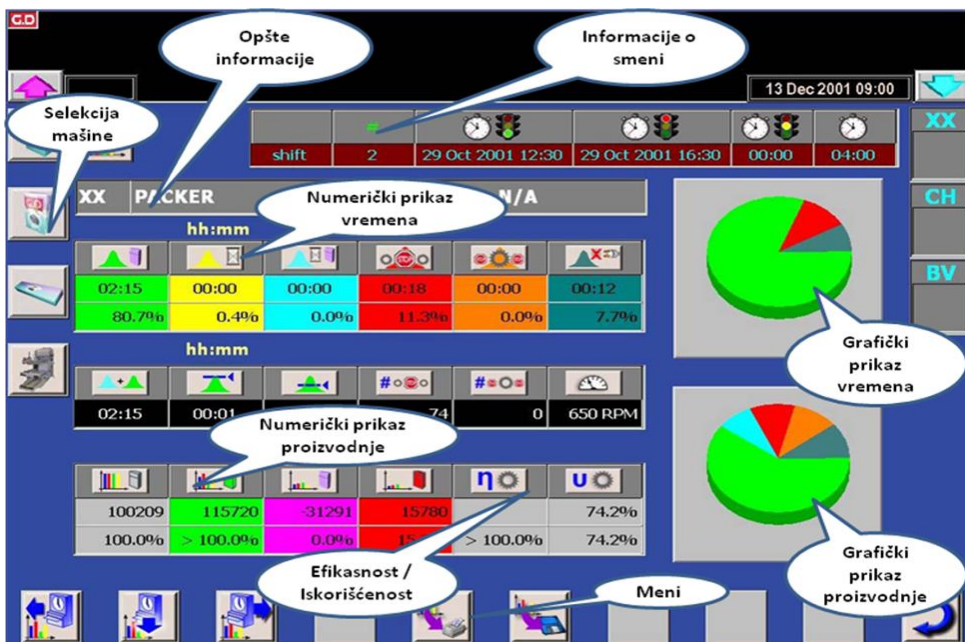 G.D
Opšte
informacije
Informacije o
smeni
13 Dec 2001 09:00
Selekcija
mašine
=
shift 2 29 Oct 2001 12:30 29 Oct 2001 16:30 00:00 04:00
XX
CH
BV
XX PACKER N/A
Numerički prikaz
vremena
hh:mm
STOP
02:15 00:00 00:00 00:18 00:00 00:12
80.7% 0.4% 0.0% 11.3% 0.0% 7.7%
Grafički
prikaz
vremena
hh:mm
# #
02:15 00:01 74 0 650 RPM
Numerički prikaz
proizvodnje
η U
100209 115720 -31291 15780 74.2%
100.0% > 100.0% 0.0% > 100.0% 74.2%
Efikasnost /
Iskorišćenost
Meni
Grafički
prikaz
proizvodnje